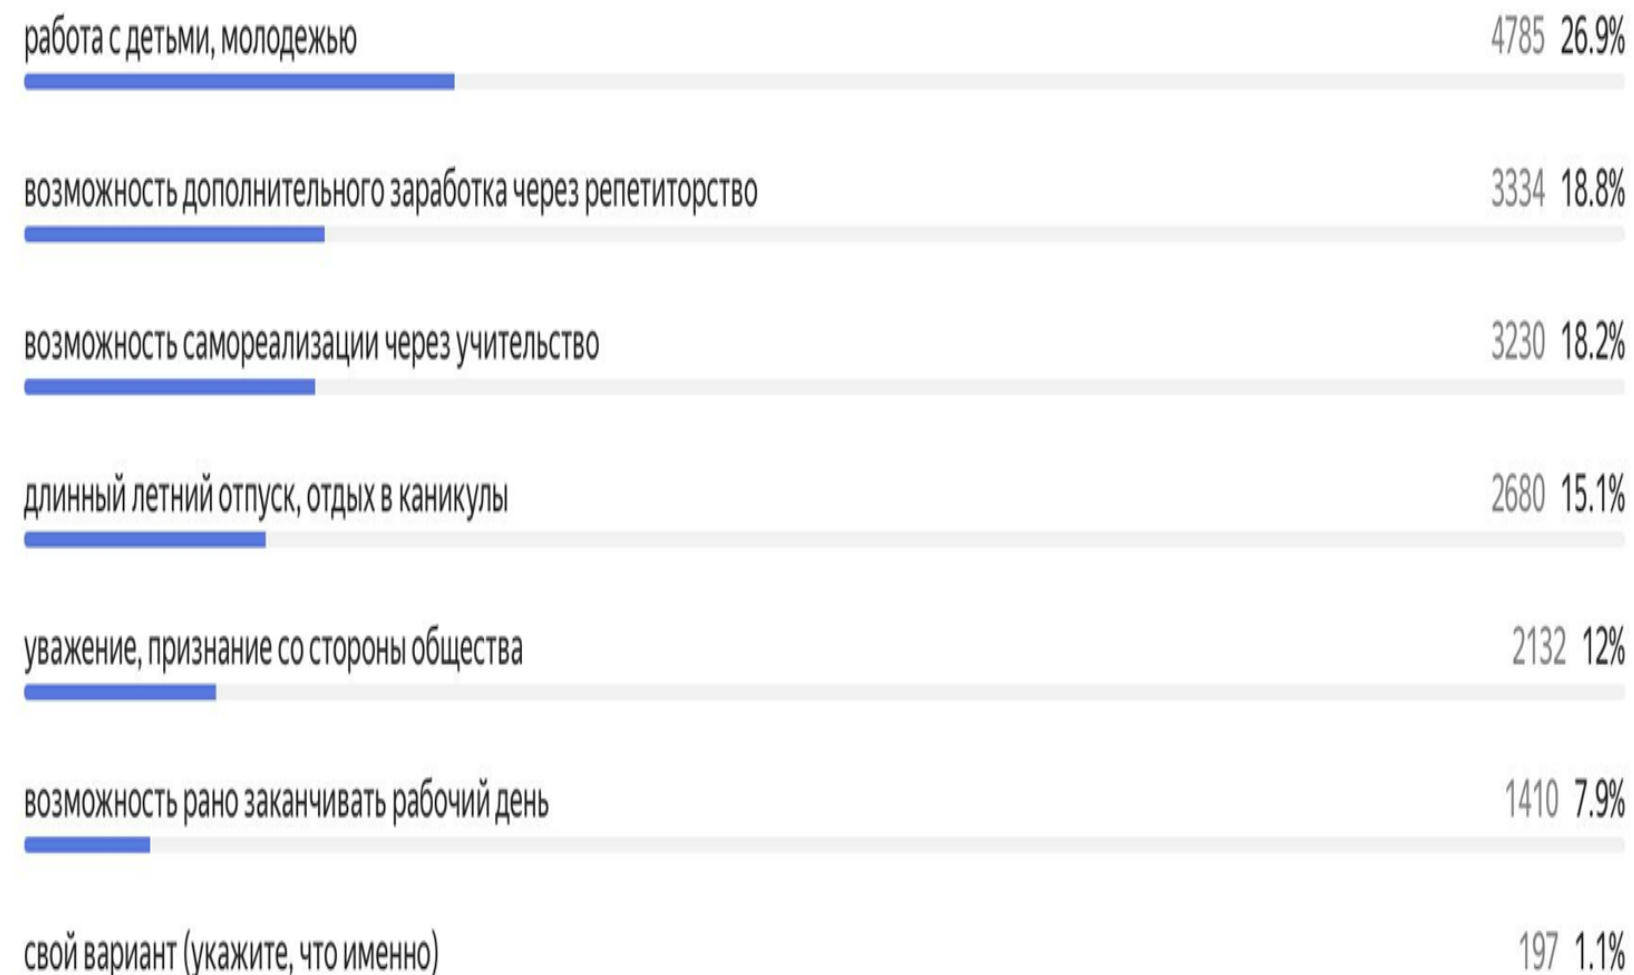 работа с детьми, молодежью 4785 26.9%
возможность дополнительного заработка через репетиторство 3334 18.8%
возможность самореализации через учительство 3230 18.2%
длинный летний отпуск, отдых в каникулы 2680 15.1%
уважение, признание со стороны общества 2132 12%
возможность рано заканчивать рабочий день 1410 7.9%
свой вариант (укажите, что именно) 197 1.1%